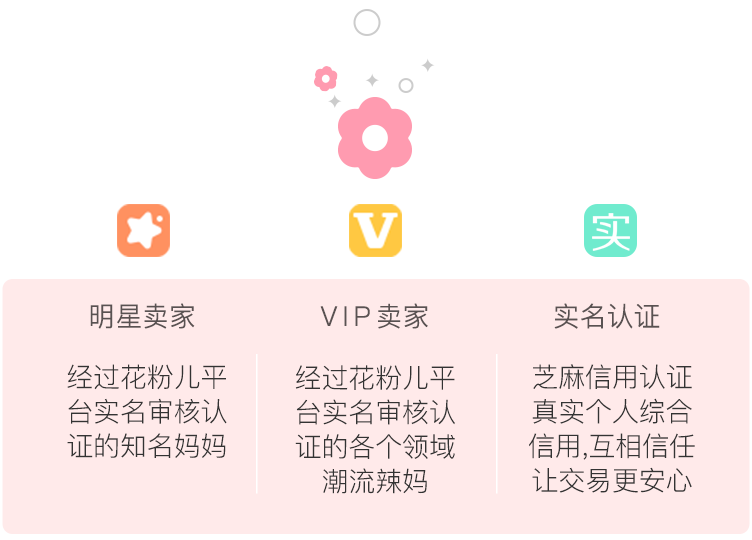 V
实
明星卖家
经过花粉儿平
台实名审核认
证的知名妈妈
VIP卖家
经过花粉儿平
台实名审核认
证的各个领域
潮流辣妈
实名认证
芝麻信用认证
真实个人综合
信用,互相信任
让交易更安心